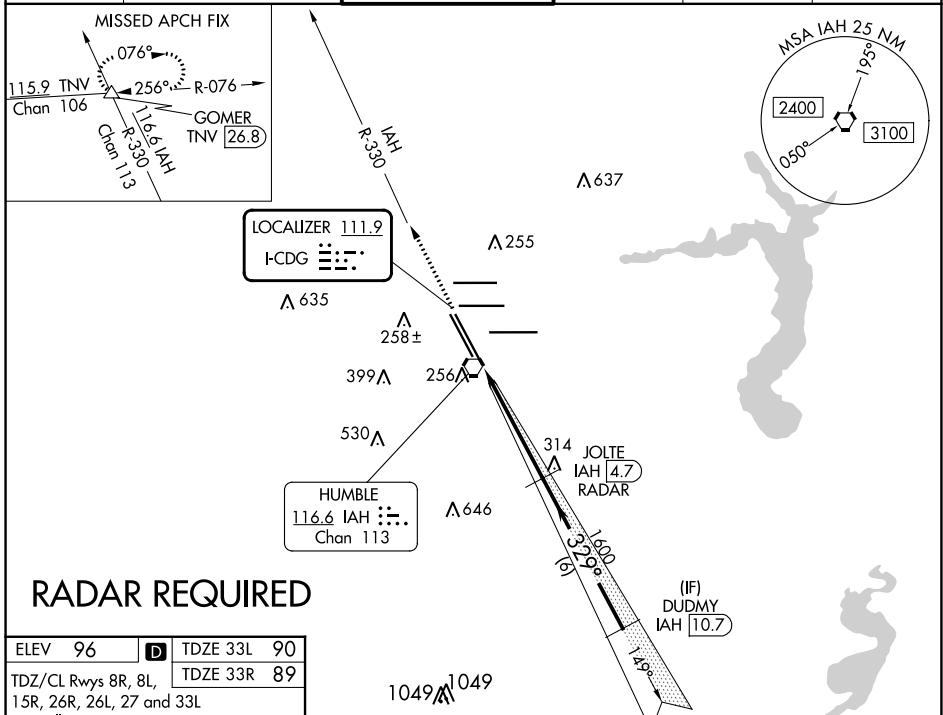 MISSED APCH FIX
076°
115.9 TNV
Chan 106
256°
R-076
GOMER
TNV 26.8
116.6 IAH
R-330
Chan 113
IAH
R-330
MSA IAH 25 NM
195°
2400
3100
050°
637
LOCALIZER 111.9
I-CDG
255
635
258±
399
256
530
314
JOLTE
IAH 4.7
RADAR
HUMBLE
116.6 IAH
Chan 113
646
1600
329°
(6)
(IF)
DUDMY
IAH 10.7
149°
RADAR REQUIRED
ELEV 96
D
TDZE 33L 90
TDZE 33R 89
TDZ/CL Rwys 8R, 8L,
15R, 26R, 26L, 27 and 33L
1049
1049